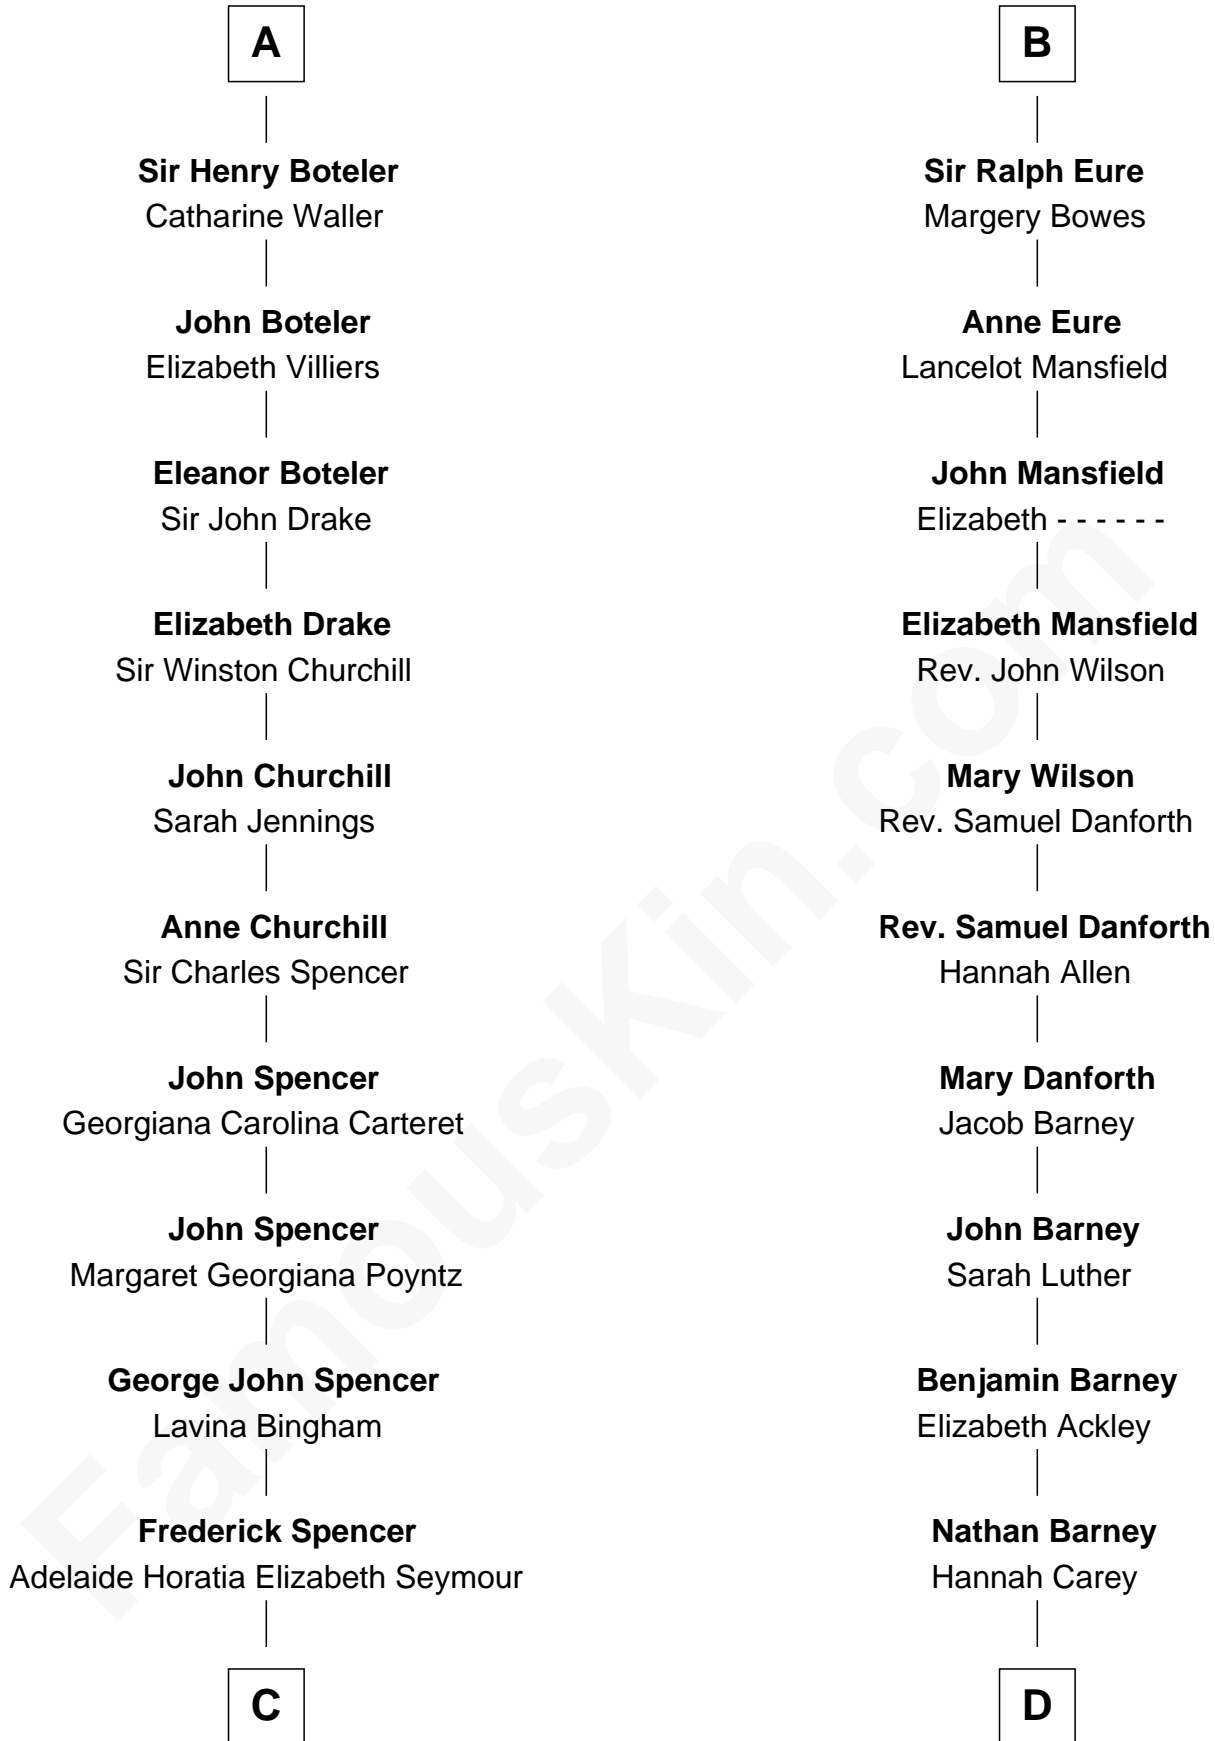 A
Sir Henry Boteler
Catharine Waller
John Boteler
Elizabeth Villiers
Eleanor Boteler
Sir John Drake
Elizabeth Drake
Sir Winston Churchill
John Churchill
Sarah Jennings
Anne Churchill
Sir Charles Spencer
John Spencer
Georgiana Carolina Carteret
John Spencer
Margaret Georgiana Poyntz
George John Spencer
Lavina Bingham
Frederick Spencer
Adelaide Horatia Elizabeth Seymour
C
B
Sir Ralph Eure
Margery Bowes
Anne Eure
Lancelot Mansfield
John Mansfield
Elizabeth - - - - - -
Elizabeth Mansfield
Rev. John Wilson
Mary Wilson
Rev. Samuel Danforth
Rev. Samuel Danforth
Hannah Allen
Mary Danforth
Jacob Barney
John Barney
Sarah Luther
Benjamin Barney
Elizabeth Ackley
Nathan Barney
Hannah Carey
D
FamousKin.com